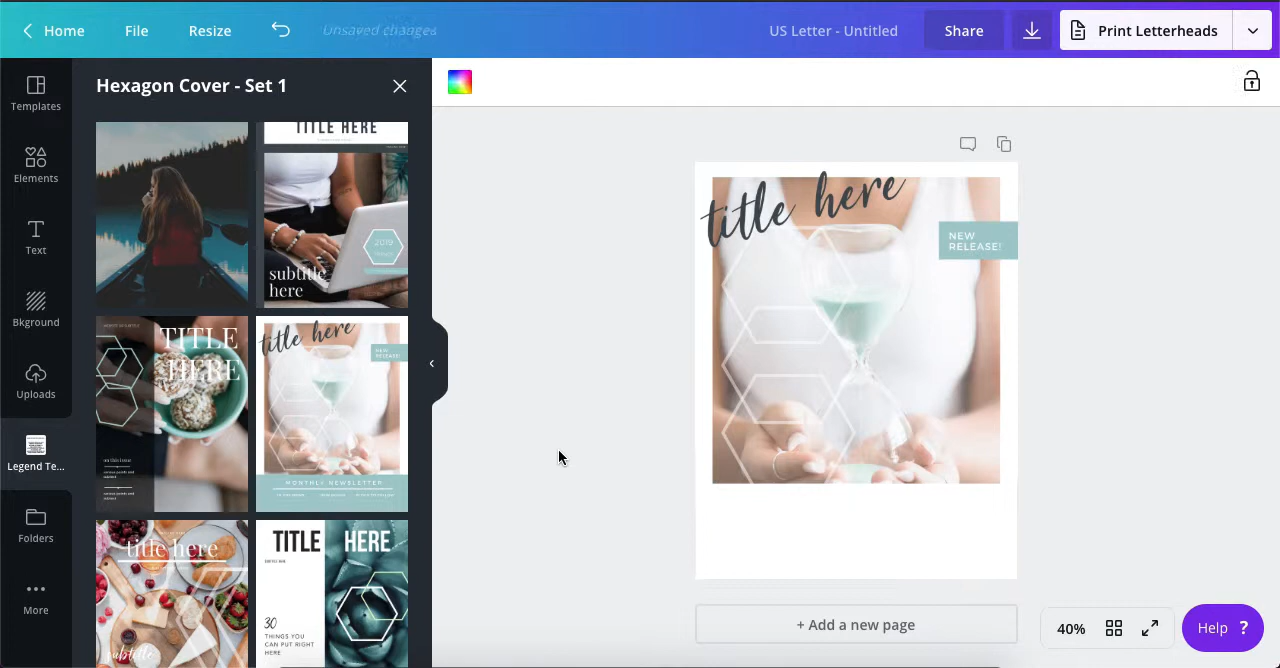 Home
File
Resize
Unsaved changes
US Letter - Untitled
Share
Print Letterheads
Templates
Elements
Text
Bkground
Uploads
Legend Te...
Folders
More
Hexagon Cover - Set 1
TITLE HERE
2019
subtitle
here
TITLE
HERE
title here
NEW
RELEASE!
MONTHLY NEWSLETTER
title here
subtitle
TITLE HERE
30
THINGS YOU
CAN PUT RIGHT
HERE
title here
NEW
RELEASE!
+ Add a new page
40%
Help ?